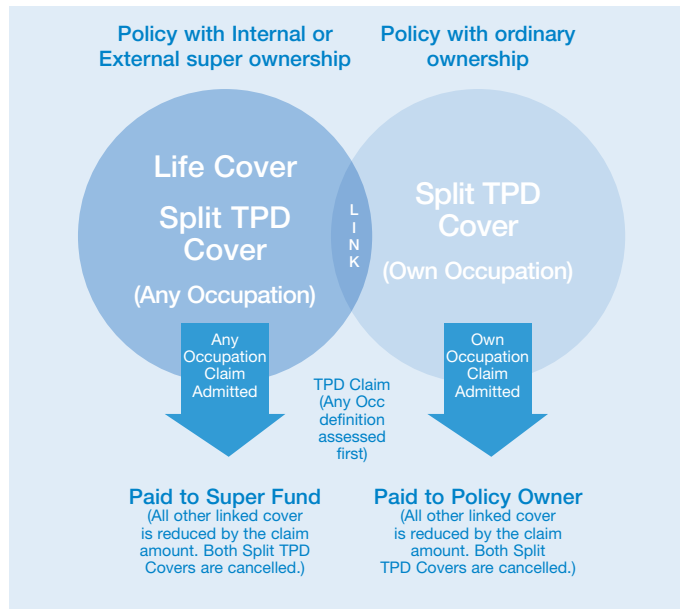 Policy with Internal or
External super ownership
Policy with ordinary
ownership
Life Cover
Split TPD
Cover
(Any Occupation)
L
I
N
K
Split TPD
Cover
(Own Occupation)
Any
Occupation
Claim
Admitted
TPD Claim
(Any Occ
definition
assessed
first)
Own
Occupation
Claim
Admitted
Paid to Super Fund
(All other linked cover
is reduced by the claim
amount. Both Split TPD
Covers are cancelled.)
Paid to Policy Owner
(All other linked cover
is reduced by the claim
amount. Both Split
TPD Covers are cancelled.)